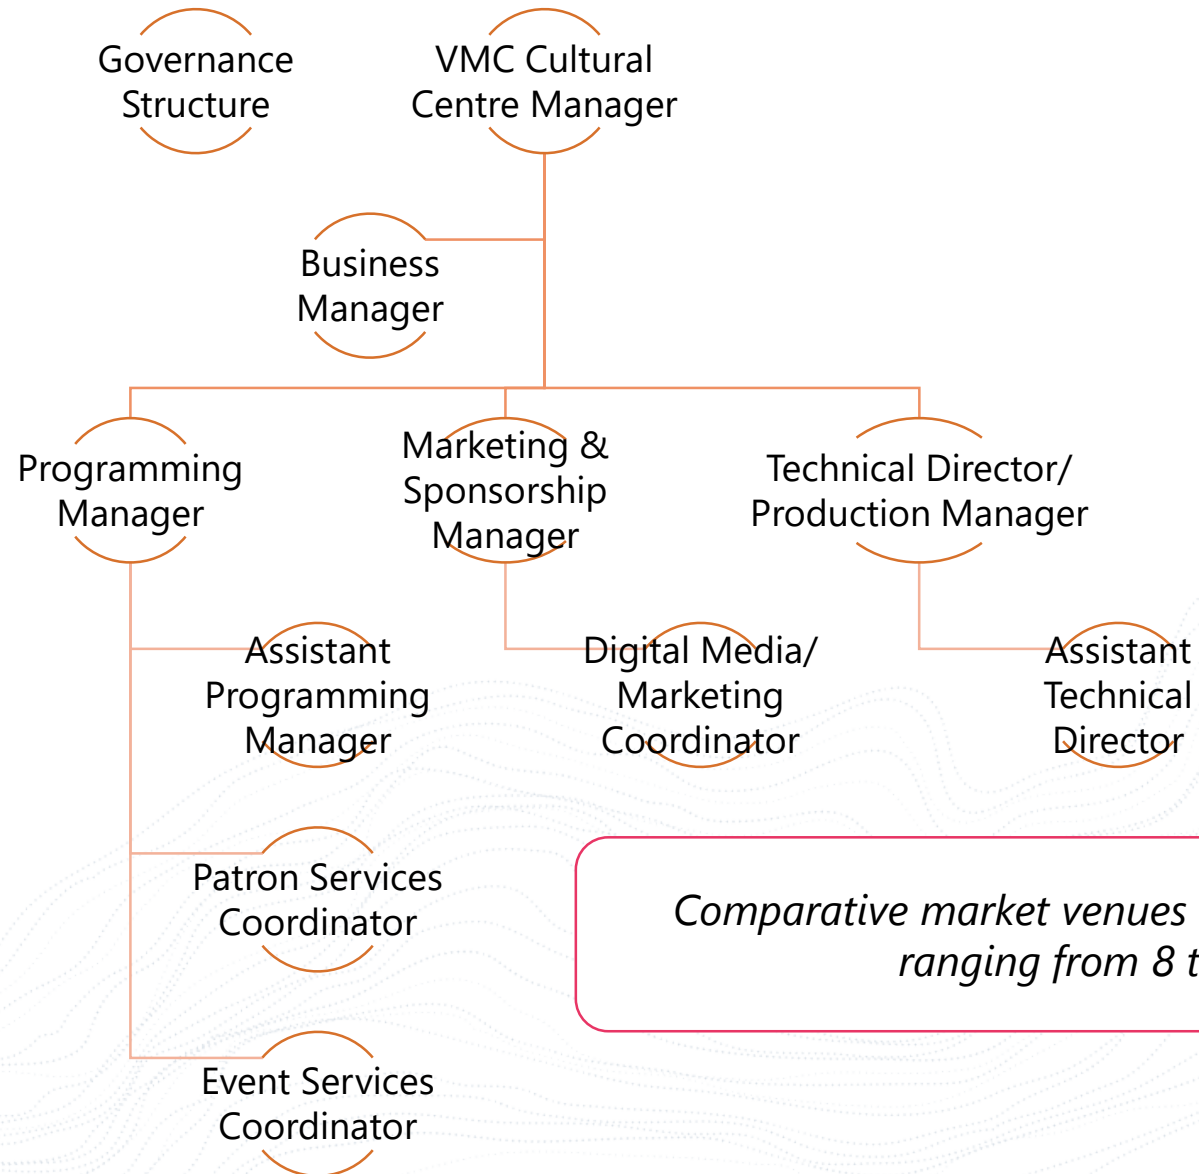 Governance
Structure
VMC Cultural
Centre Manager
Business
Manager
Programming
Manager
Marketing &
Sponsorship
Manager
Technical Director/
Production Manager
Assistant
Programming
Manager
Digital Media/
Marketing
Coordinator
Assistant
Technical
Director
Patron Services
Coordinator
Comparative market venues
ranging from 8 t
Event Services
Coordinator